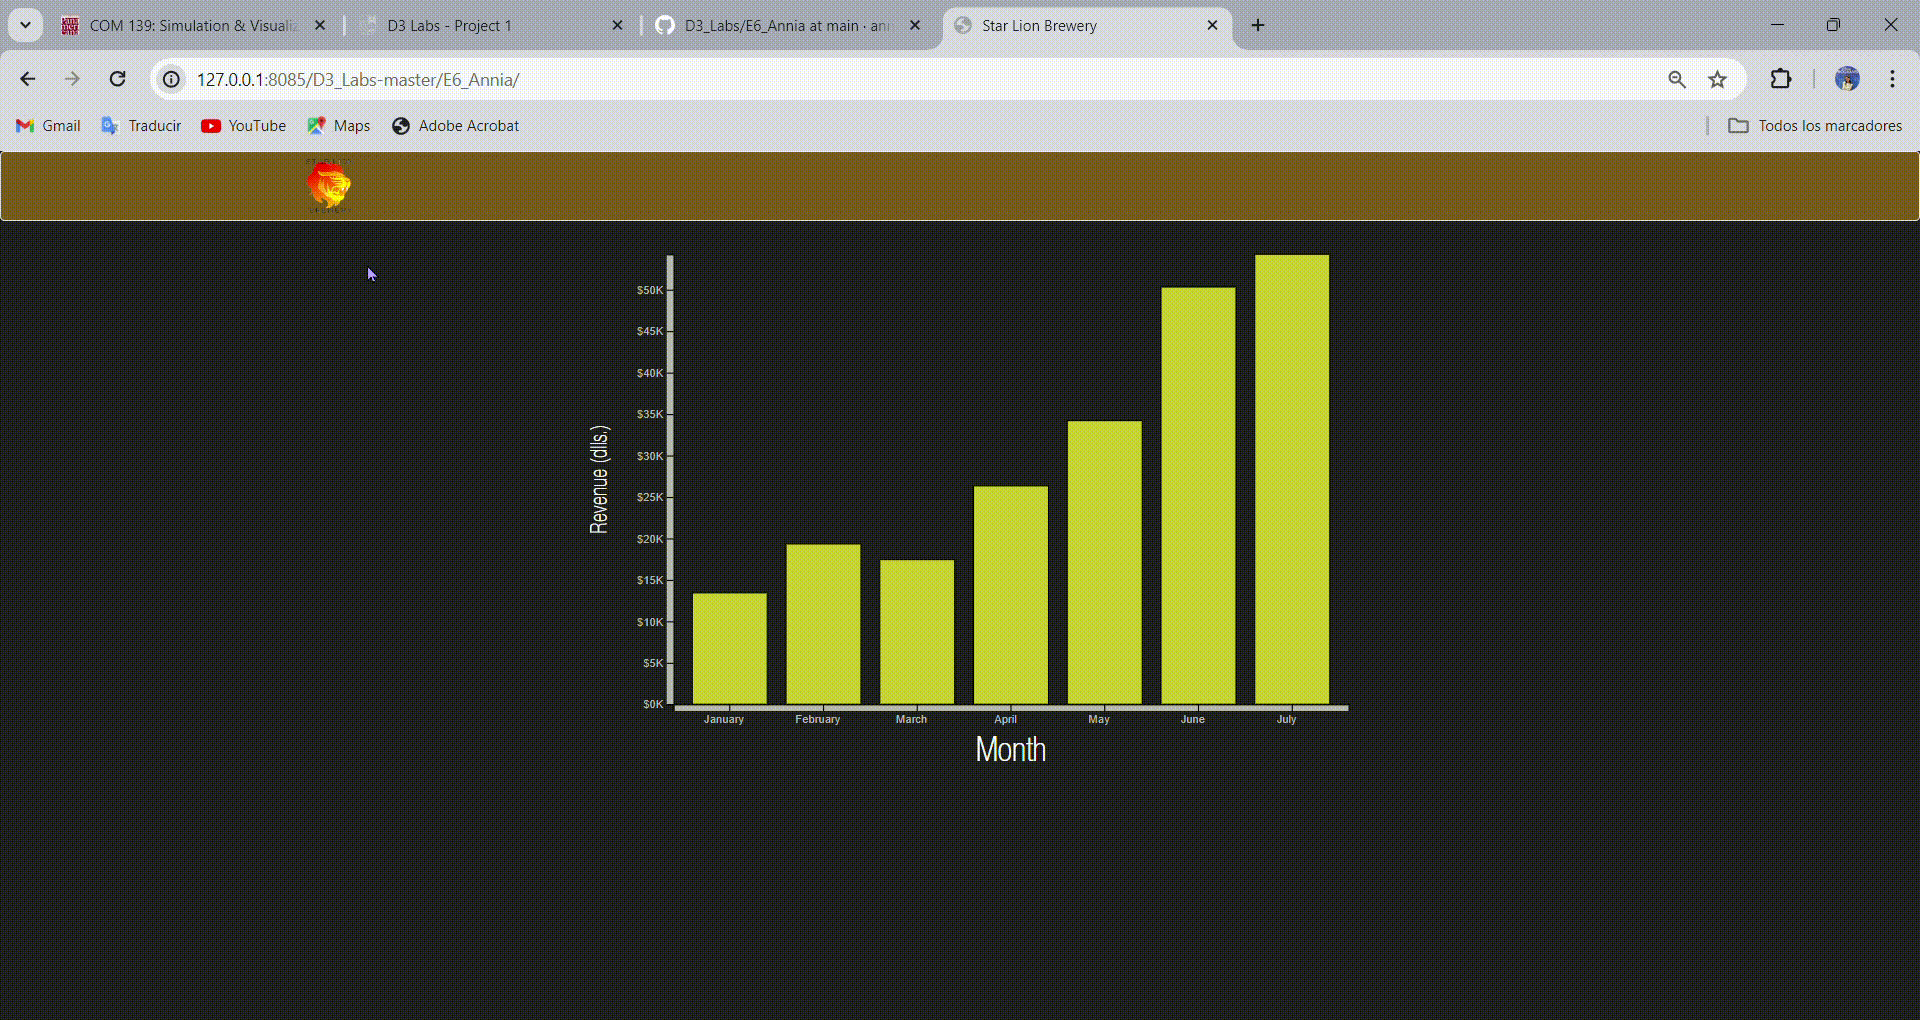 COM 139: Simulation & Visualiz
D3 Labs - Project 1
D3_Labs/E6_Annia at main · ani
Star Lion Brewery
127.0.0.1:8085/D3_Labs-master/E6_Annia/
Gmail
Traducir
YouTube
Maps
Adobe Acrobat
Todos los marcadores
$50K
$45K
$40K
$35K
$30K
$25K
$20K
$15K
$10K
$5K
$0K
Revenue (dlls.)
January
February
March
April
May
June
July
Month